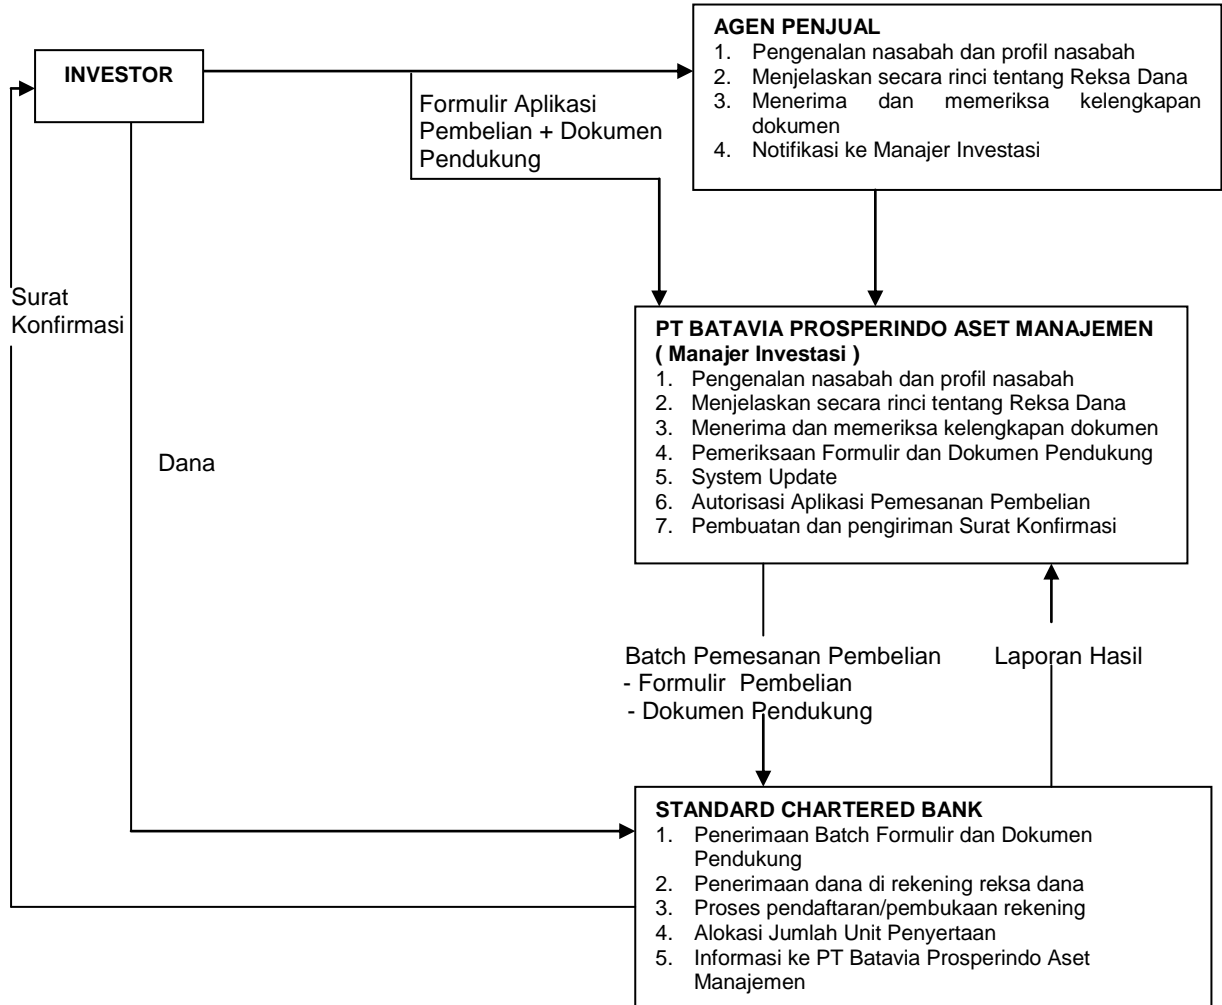 AGEN PENJUAL
1. Pengenalan nasabah dan profil nasabah
2. Menjelaskan secara rinci tentang Reksa Dana
3. Menerima dan memeriksa kelengkapan
dokumen
4. Notifikasi ke Manajer Investasi
INVESTOR
Formulir Aplikasi
Pembelian + Dokumen
Pendukung
Surat
Konfirmasi
Dana
PT BATAVIA PROSPERINDO ASET MANAJEMEN
( Manajer Investasi )
1. Pengenalan nasabah dan profil nasabah
2. Menjelaskan secara rinci tentang Reksa Dana
3. Menerima dan memeriksa kelengkapan dokumen
4. Pemeriksaan Formulir dan Dokumen Pendukung
5. System Update
6. Autorisasi Aplikasi Pemesanan Pembelian
7. Pembuatan dan pengiriman Surat Konfirmasi
Batch Pemesanan Pembelian
- Formulir Pembelian
- Dokumen Pendukung
Laporan Hasil
STANDARD CHARTERED BANK
1. Penerimaan Batch Formulir dan Dokumen
Pendukung
2. Penerimaan dana di rekening reksa dana
3. Proses pendaftaran/pembukaan rekening
4. Alokasi Jumlah Unit Penyertaan
5. Informasi ke PT Batavia Prosperindo Aset
Manajemen